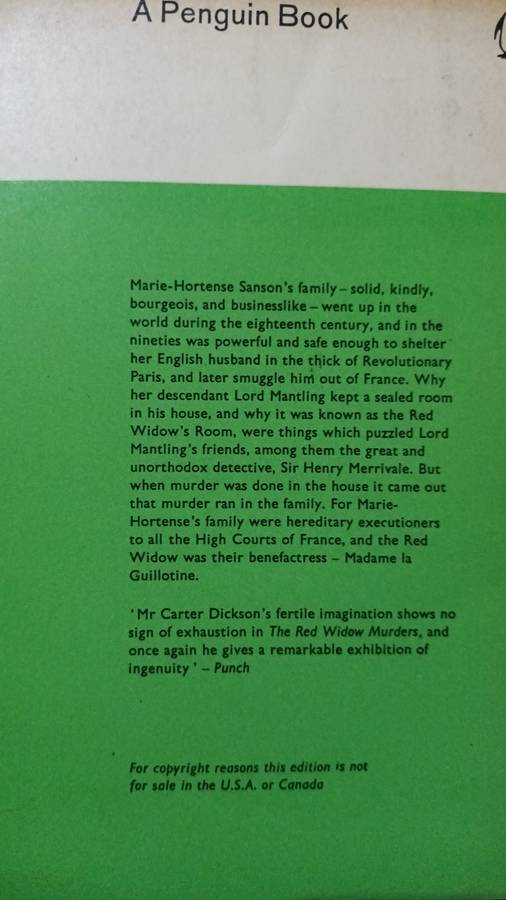 A Penguin Book
Marie-Hortense Sanson's family – solid, kindly,
bourgeois, and businesslike – went up in the
world during the eighteenth century, and in the
nineties was powerful and safe enough to shelter
her English husband in the thick of Revolutionary
Paris, and later smuggle him out of France. Why
her descendant Lord Mantling kept a sealed room
in his house, and why it was known as the Red
Widow's Room, were things which puzzled Lord
Mantling's friends, among them the great and
unorthodox detective, Sir Henry Merrivale. But
when murder was done in the house it came out
that murder ran in the family. For Marie-
Hortense's family were hereditary executioners
to all the High Courts of France, and the Red
Widow was their benefactress – Madame la
Guillotine.
'Mr Carter Dickson's fertile imagination shows no
sign of exhaustion in The Red Widow Murders, and
once again he gives a remarkable exhibition of
ingenuity' – Punch
For copyright reasons this edition is not
for sale in the U.S.A. or Canada